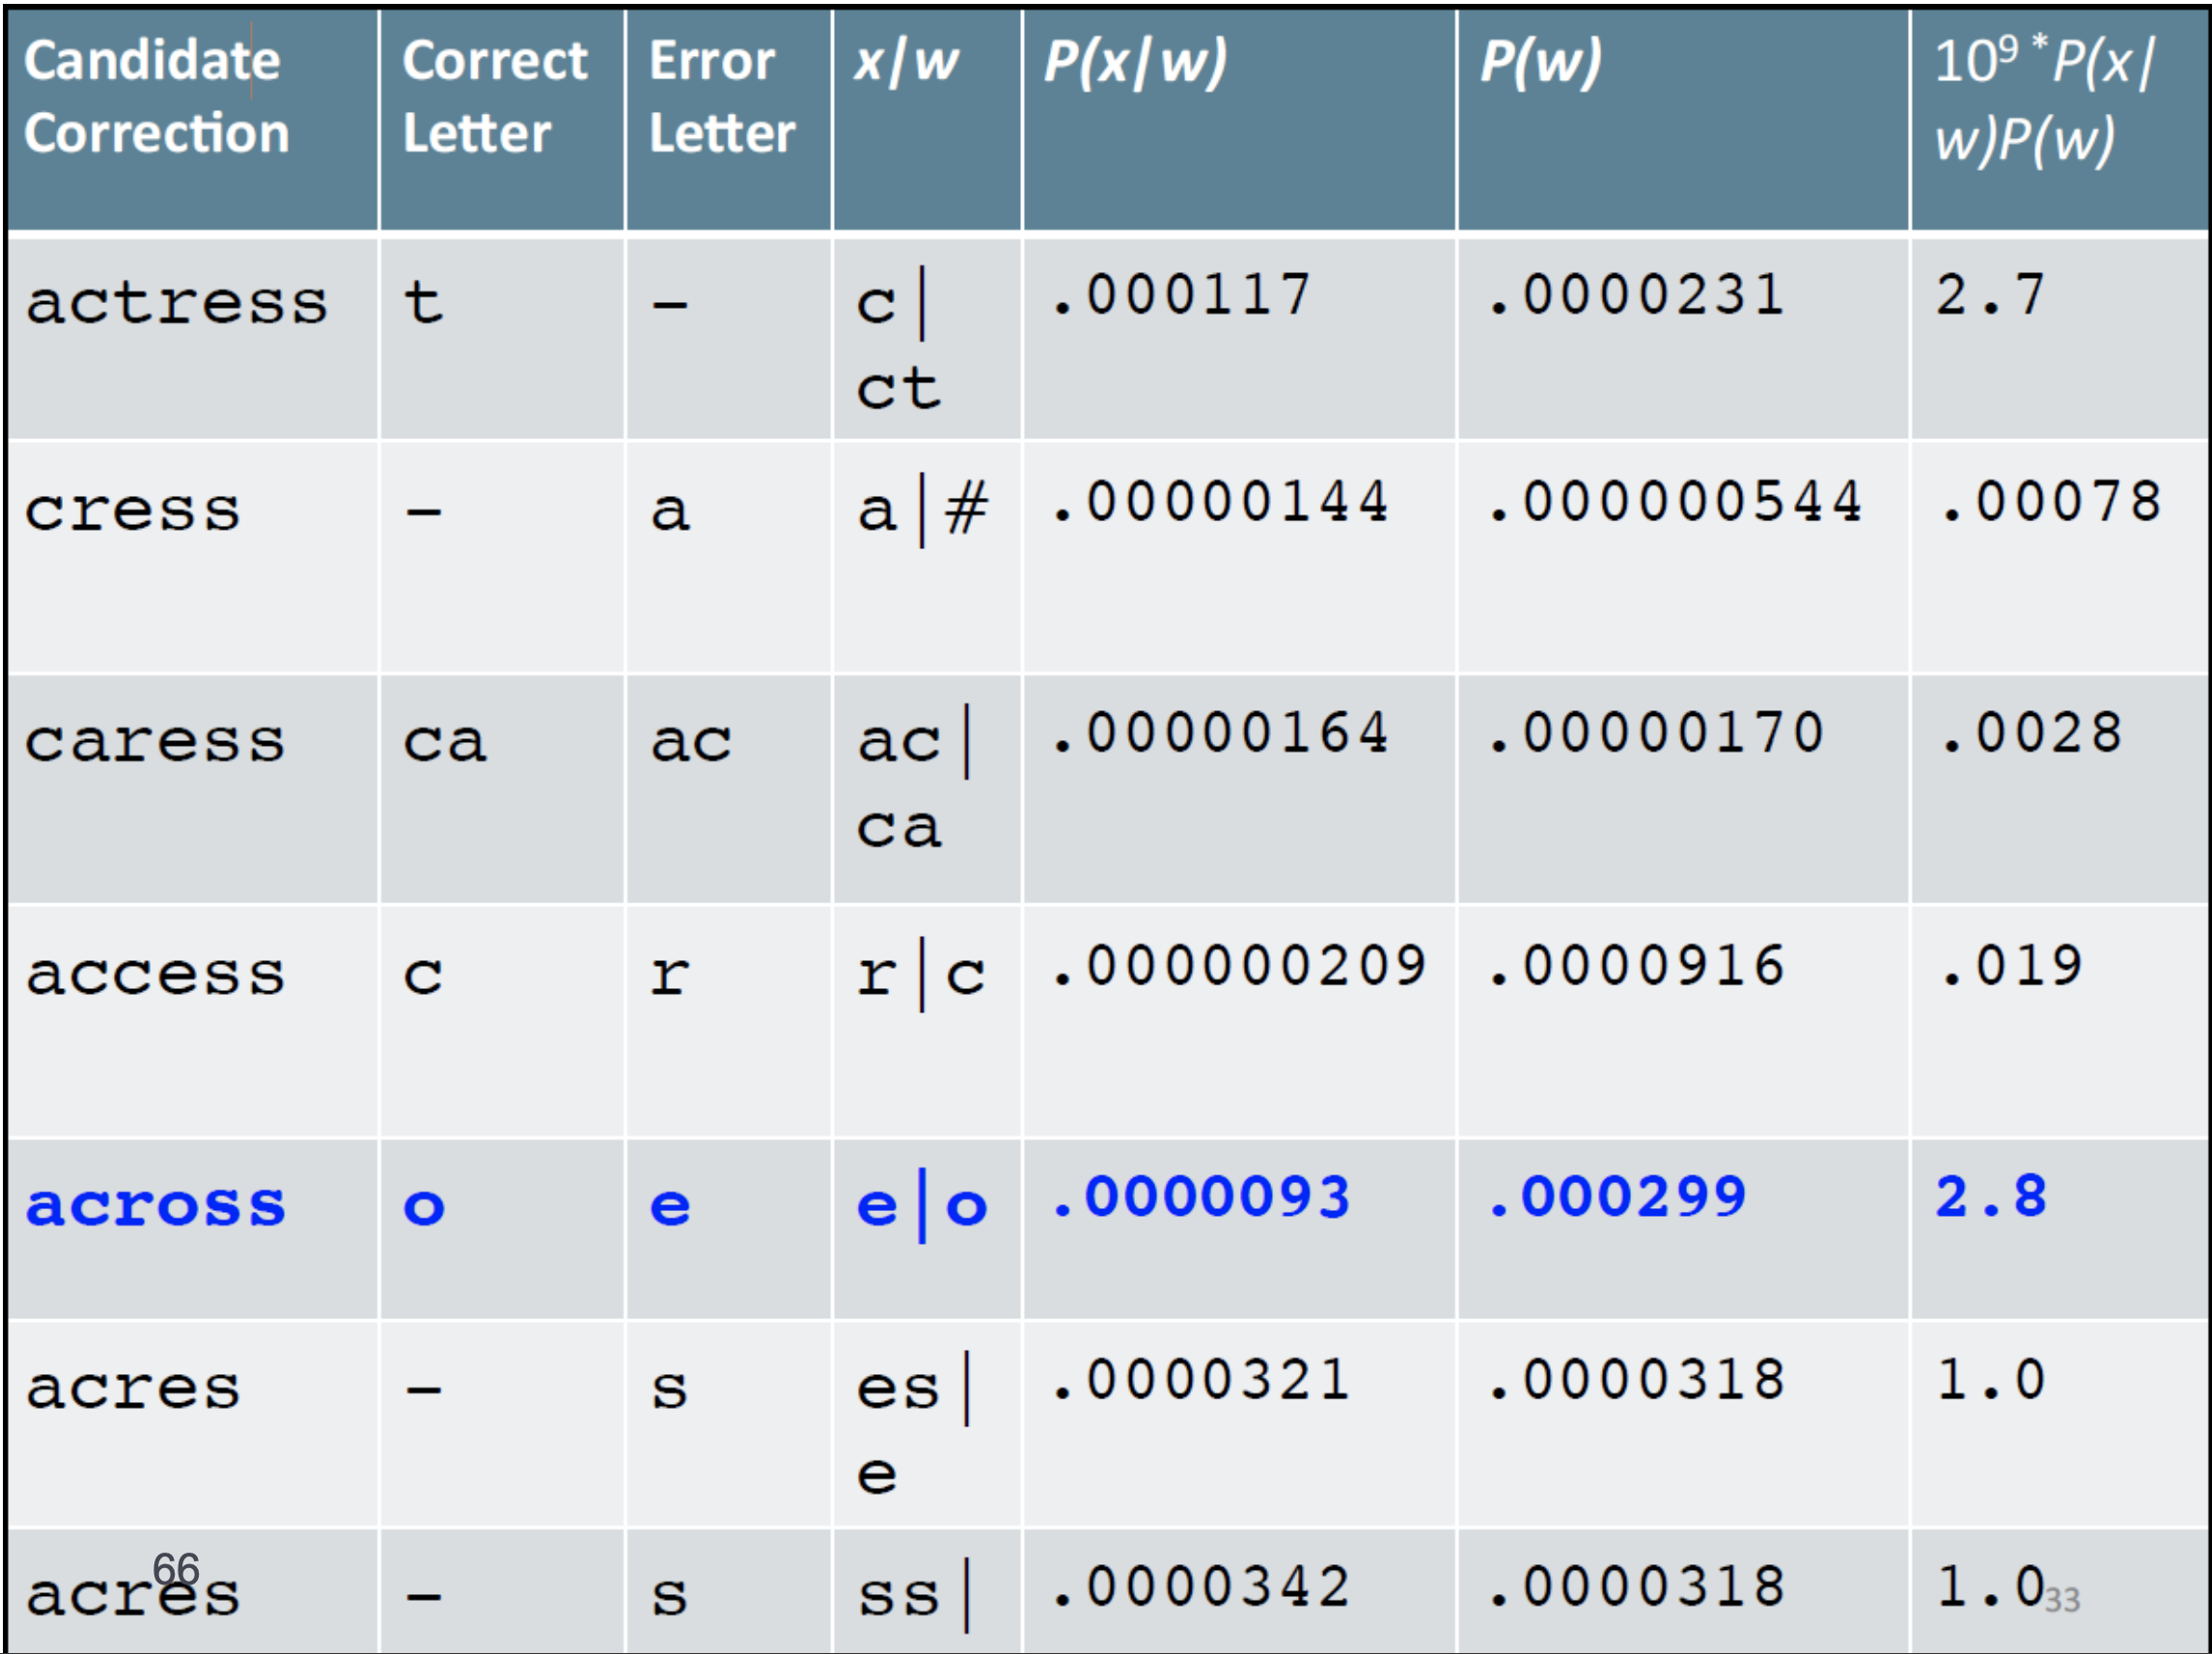 Candidate Correction	Correct Letter	Error Letter	x|w	P(x|w)	P(w)	10⁹ *P(x|w)P(w)
actress	t	-	c|ct	.000117	.0000231	2.7
cress	-	a	a|#	.00000144	.000000544	.00078
caress	ca	ac	ac|ca	.00000164	.00000170	.0028
access	c	r	r|c	.000000209	.0000916	.019
across	o	e	e|o	.0000093	.000299	2.8
acres	-	s	es|e	.0000321	.0000318	1.0
acres	-	s	ss|	.0000342	.0000318	1.0
66
33